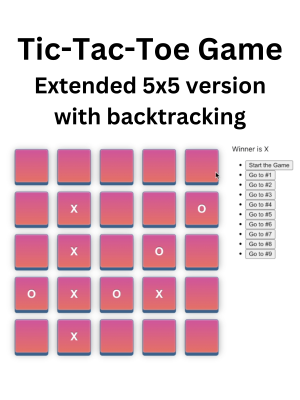 Tic-Tac-Toe Game
Extended 5x5 version
with backtracking
Winner is X
Start the Game
Go to #1
Go to #2
Go to #3
Go to #4
Go to #5
Go to #6
Go to #7
Go to #8
Go to #9
X O
X O
O X O X
X